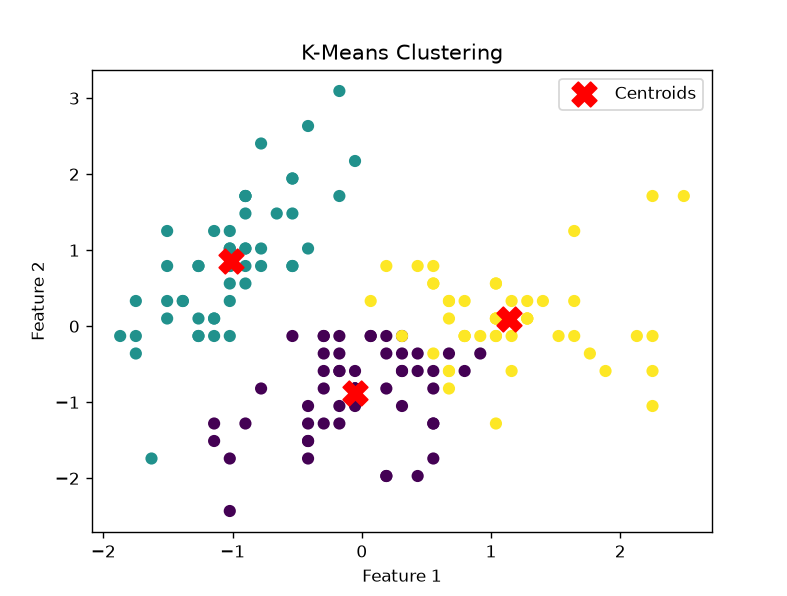 K-Means Clustering
Centroids
3
2
1
0
−1
−2
Feature 2
−2
−1
0
1
2
Feature 1